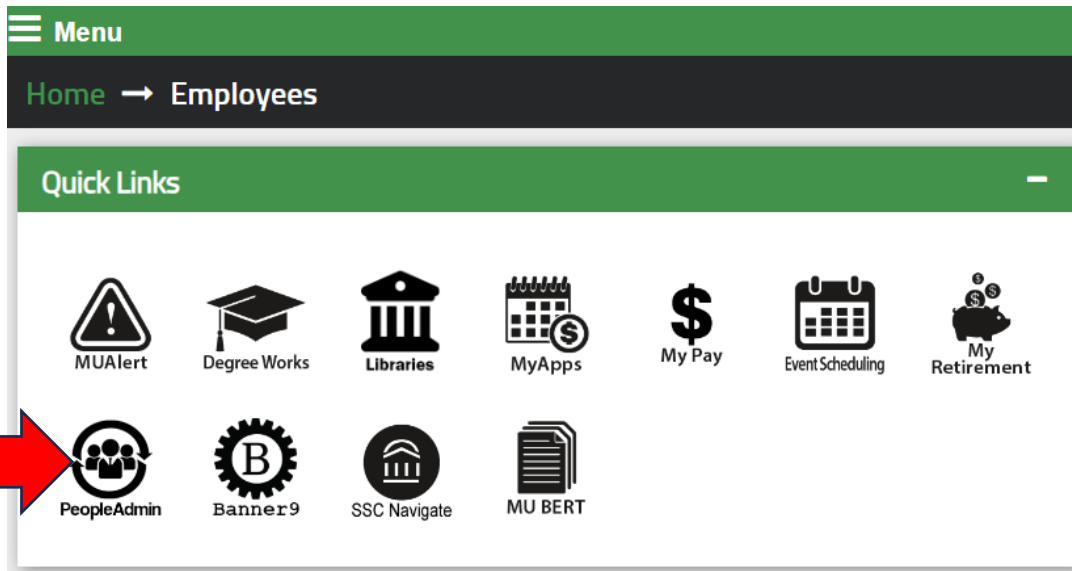 Menu
Home → Employees
Quick Links
MUAlert
Degree Works
Libraries
$
MyApps
$
My Pay
Event Scheduling
$
$ $
My
Retirement
PeopleAdmin
B
Banner9
SSC Navigate
MU BERT